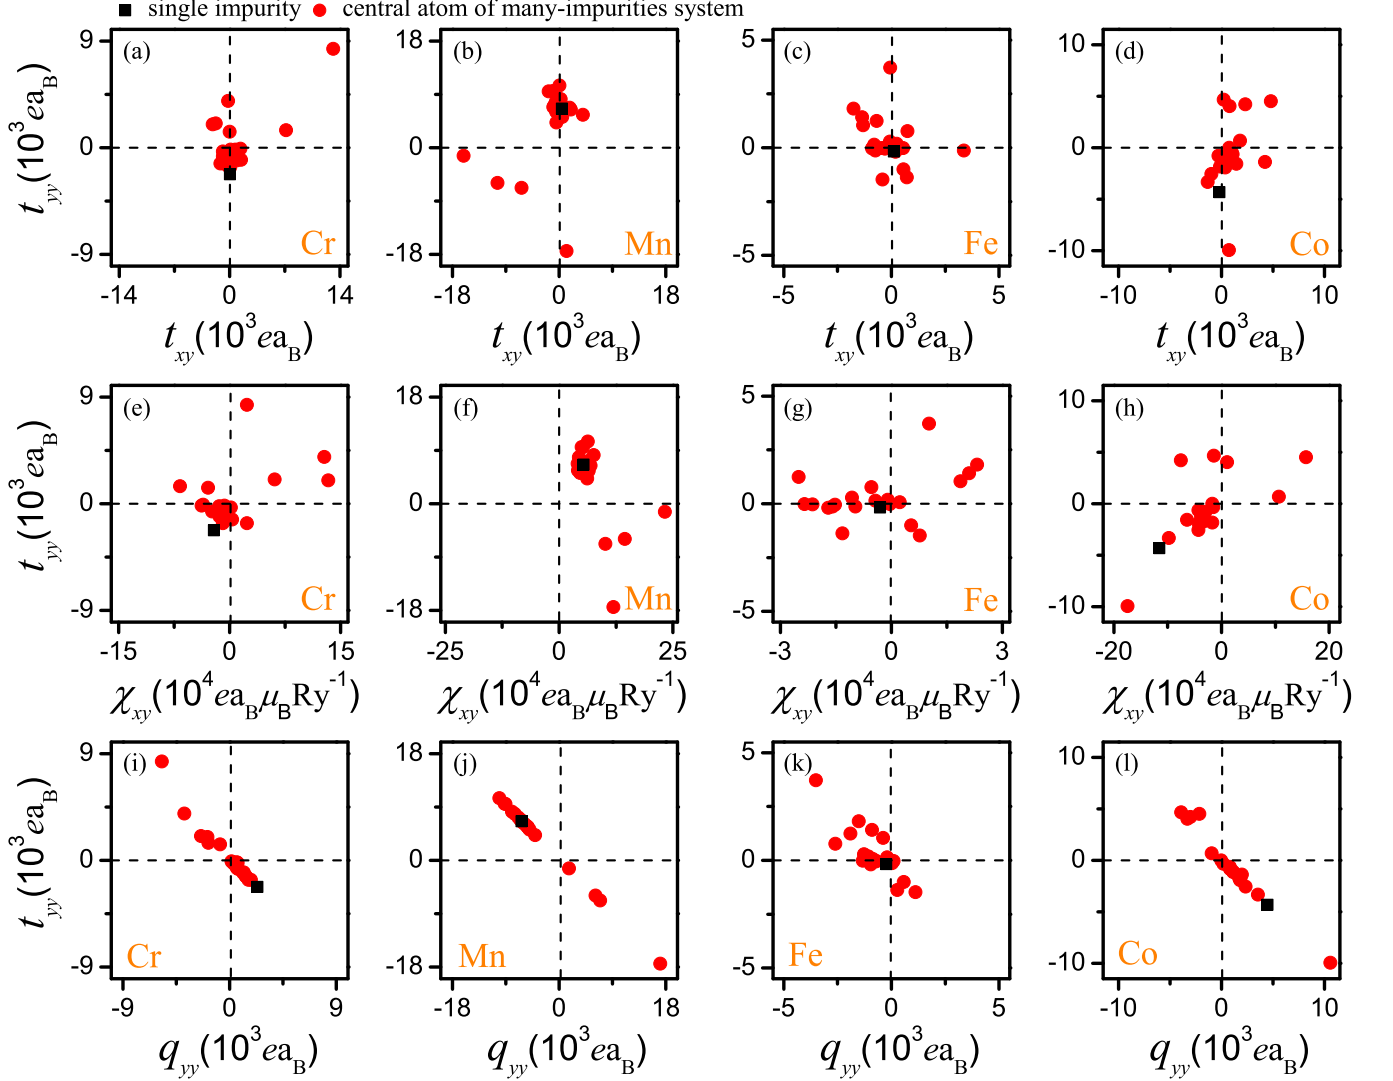 single impurity central atom of many-impurities system
(a) (b) (c) (d)
9 18 5 10
t_yy (10^3 ea_B)
0 0 0 0
-9 -18 -5 -10
Cr Mn Fe Co
-14 0 14 -18 0 18 -5 0 5 -10 0 10
t_xy (10^3 ea_B) t_xy (10^3 ea_B) t_xy (10^3 ea_B) t_xy (10^3 ea_B)
(e) (f) (g) (h)
9 18 5 10
t_yy (10^3 ea_B)
0 0 0 0
-9 -18 -5 -10
Cr Mn Fe Co
-15 0 15 -25 0 25 -3 0 3 -20 0 20
χ_xy (10^4 ea_B μ_B Ry^-1) χ_xy (10^4 ea_B μ_B Ry^-1) χ_xy (10^4 ea_B μ_B Ry^-1) χ_xy (10^4 ea_B μ_B Ry^-1)
(i) (j) (k) (l)
9 18 5 10
t_yy (10^3 ea_B)
0 0 0 0
-9 -18 -5 -10
Cr Mn Fe Co
-9 0 9 -18 0 18 -5 0 5 -10 0 10
q_yy (10^3 ea_B) q_yy (10^3 ea_B) q_yy (10^3 ea_B) q_yy (10^3 ea_B)